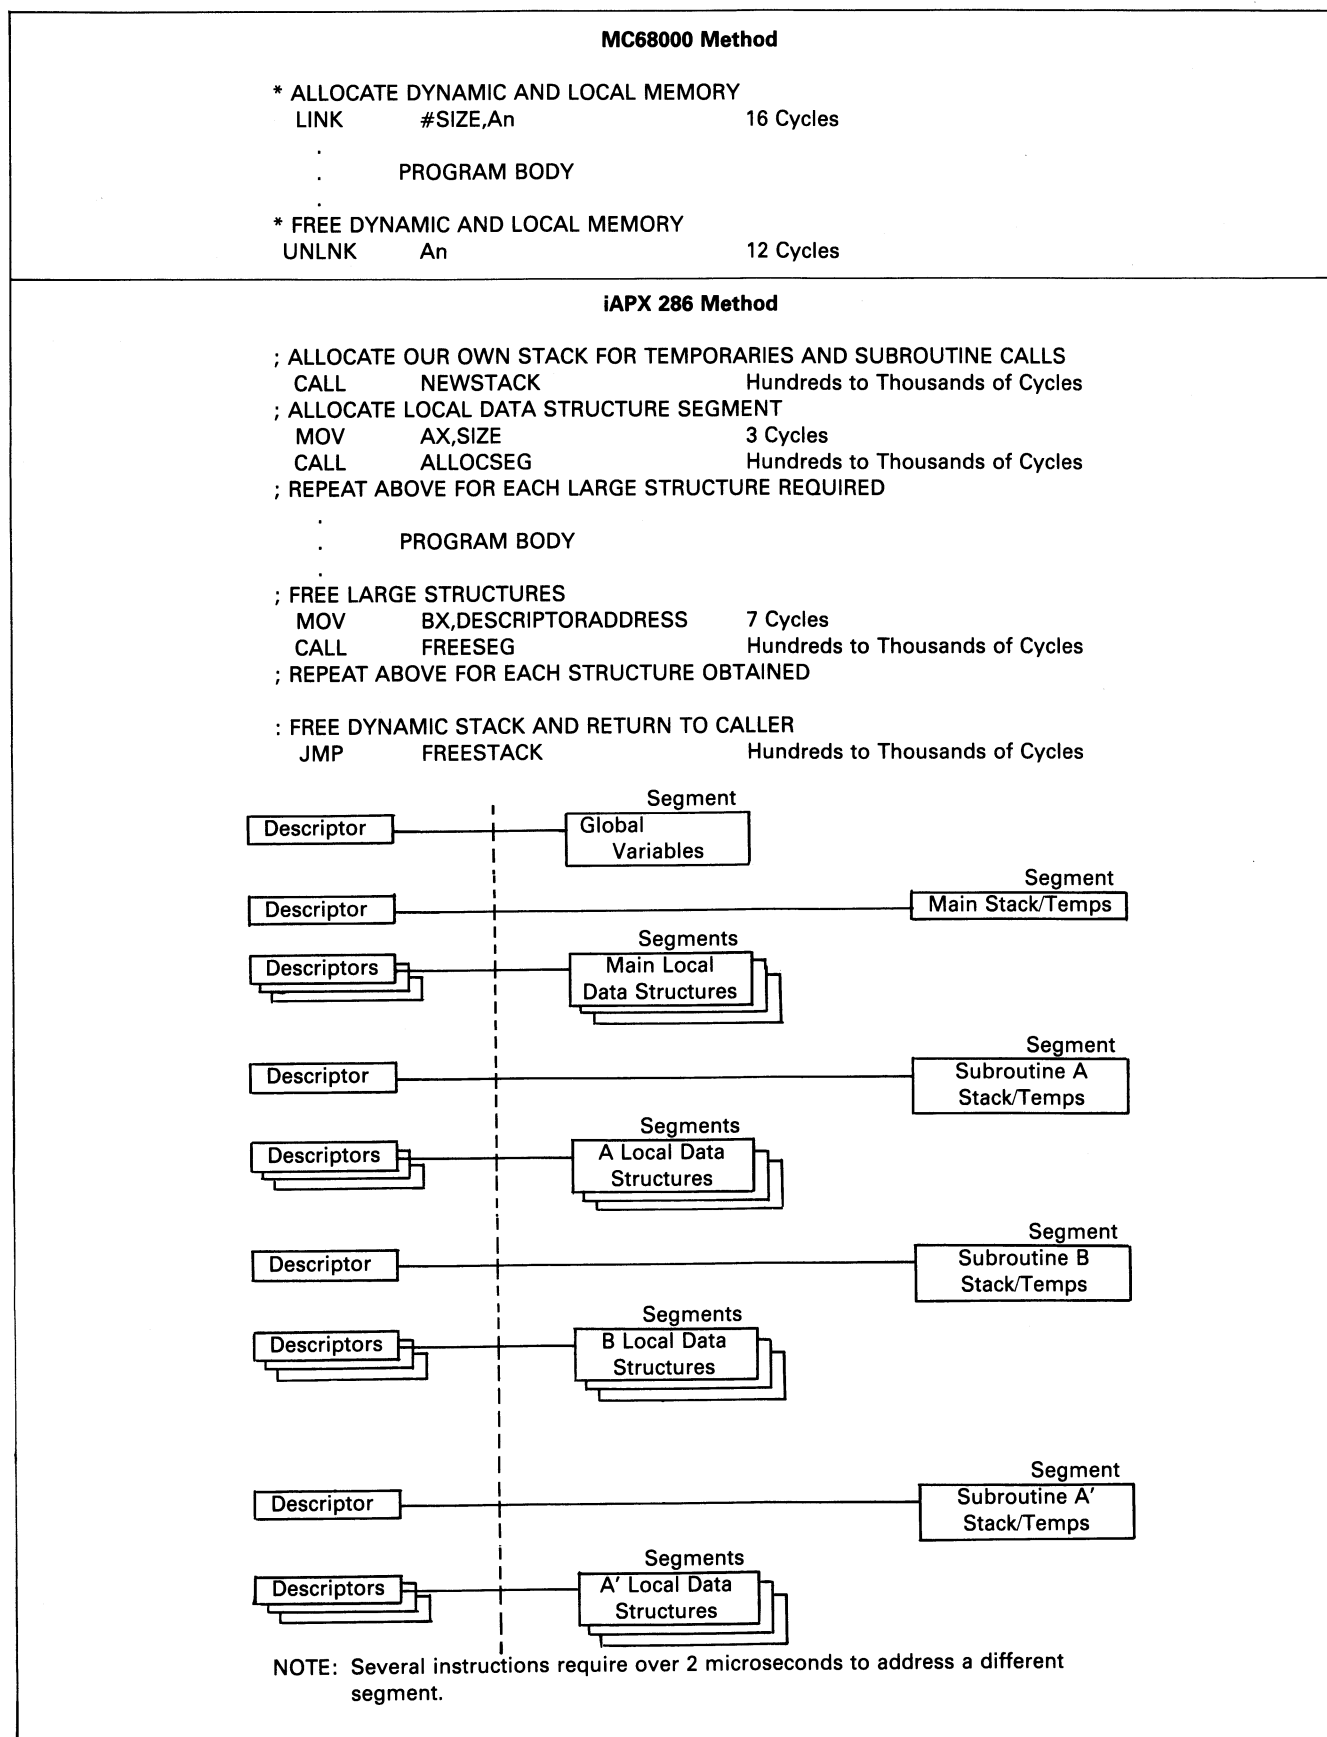 MC68000 Method
* ALLOCATE DYNAMIC AND LOCAL MEMORY
LINK #SIZE,An 16 Cycles
.
. PROGRAM BODY
.
* FREE DYNAMIC AND LOCAL MEMORY
UNLNK An 12 Cycles
iAPX 286 Method
; ALLOCATE OUR OWN STACK FOR TEMPORARIES AND SUBROUTINE CALLS
CALL NEWSTACK Hundreds to Thousands of Cycles
; ALLOCATE LOCAL DATA STRUCTURE SEGMENT
MOV AX,SIZE 3 Cycles
CALL ALLOCSEG Hundreds to Thousands of Cycles
; REPEAT ABOVE FOR EACH LARGE STRUCTURE REQUIRED
.
. PROGRAM BODY
.
; FREE LARGE STRUCTURES
MOV BX,DESCRIPTORADDRESS 7 Cycles
CALL FREESEG Hundreds to Thousands of Cycles
; REPEAT ABOVE FOR EACH STRUCTURE OBTAINED
: FREE DYNAMIC STACK AND RETURN TO CALLER
JMP FREESTACK Hundreds to Thousands of Cycles
Segment
Descriptor
Global
Variables
Segment
Descriptor
Main Stack/Temps
Segments
Descriptors
Main Local
Data Structures
Segment
Descriptor
Subroutine A
Stack/Temps
Segments
Descriptors
A Local Data
Structures
Segment
Descriptor
Subroutine B
Stack/Temps
Segments
Descriptors
B Local Data
Structures
Segment
Descriptor
Subroutine A'
Stack/Temps
Segments
Descriptors
A' Local Data
Structures
NOTE: Several instructions require over 2 microseconds to address a different
segment.